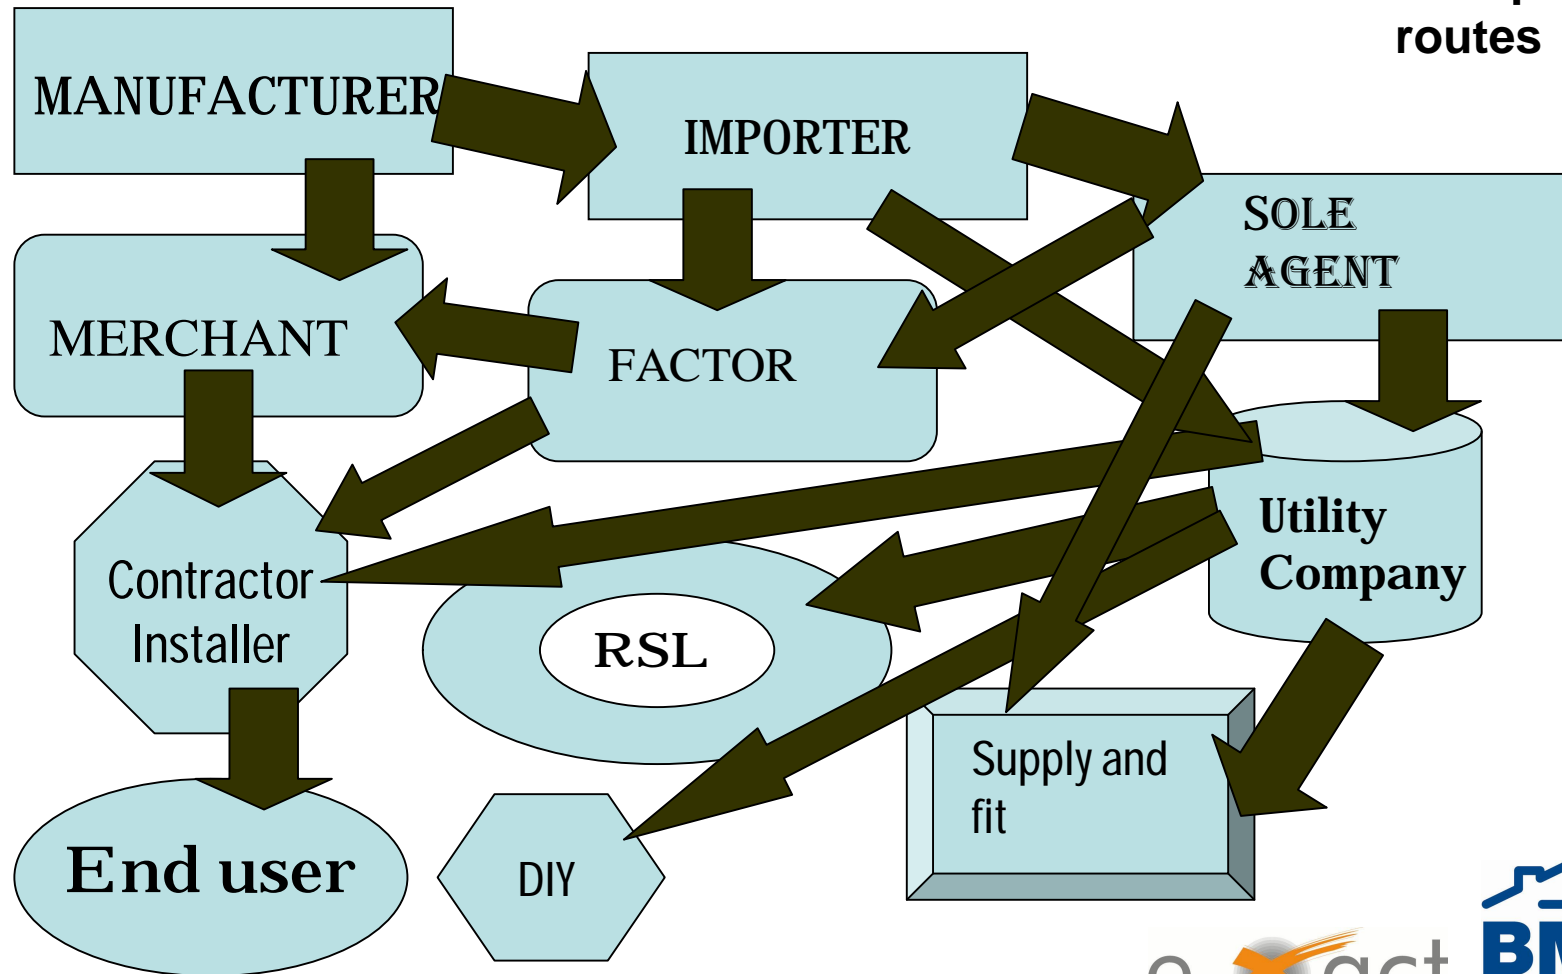 routes
MANUFACTURER
IMPORTER
SOLE
AGENT
MERCHANT
FACTOR
Utility
Company
Contractor
Installer
RSL
Supply and
fit
End user
DIY